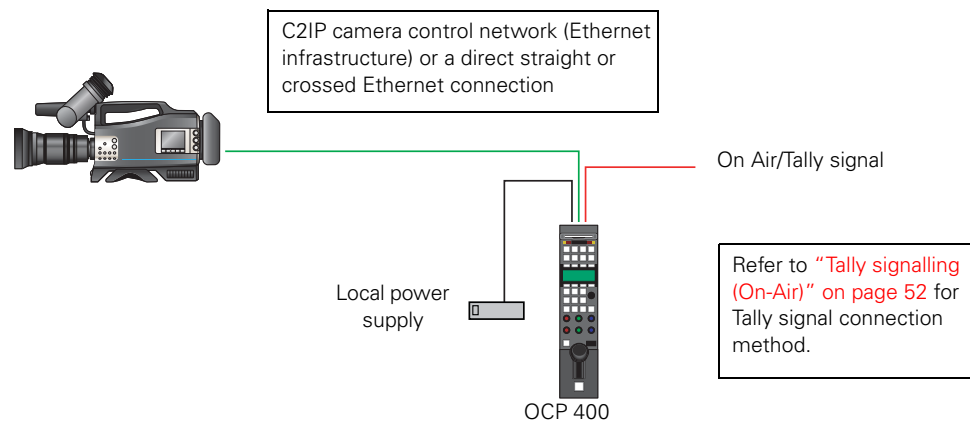 C2IP camera control network (Ethernet
infrastructure) or a direct straight or
crossed Ethernet connection
On Air/Tally signal
Refer to “Tally signalling
(On-Air)” on page 52 for
Tally signal connection
method.
Local power
supply
OCP 400